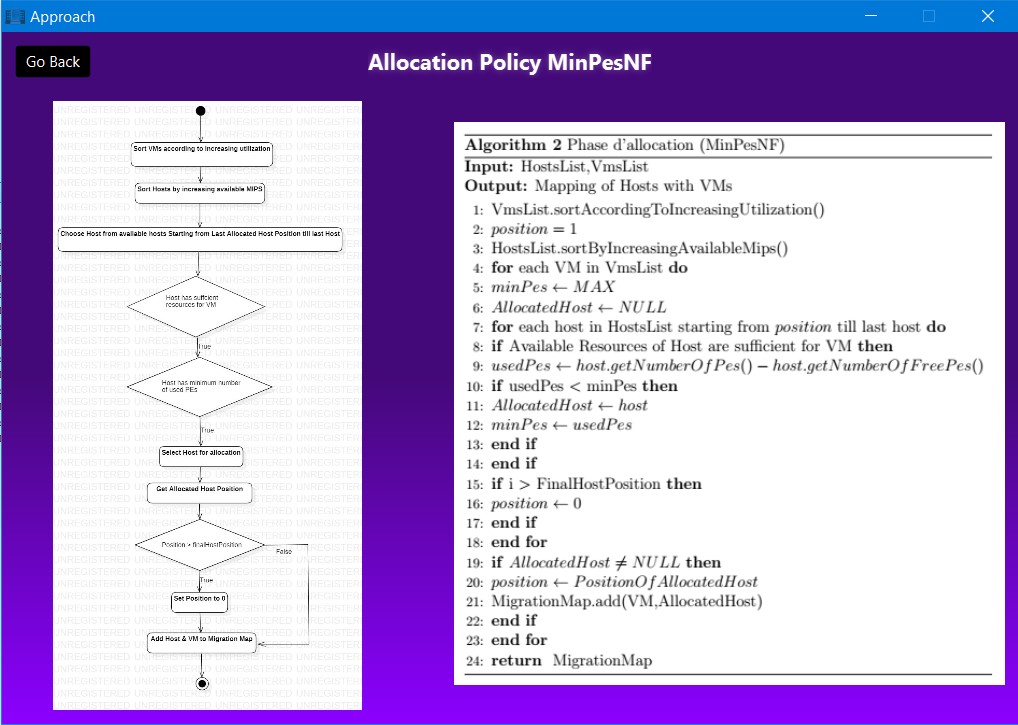 Approach
Go Back
Allocation Policy MinPesNF
UNREGISTERED UNREGISTERED UNREGISTERED UNREGISTERED
Sort VMs according to increasing utilization
Sort Hosts by increasing available MIPS
Choose Host from available hosts Starting from Last Allocated Host Position till last Host
Host has sufficient
resources for VM
True
Host has minimum number
of used PEs
True
Select Host for allocation
Get Allocated Host Position
Position > finalHostPosition
False
True
Set Position to 0
Add Host & VM to Migration Map
Algorithm 2 Phase d'allocation (MinPesNF)
Input: HostsList,VmsList
Output: Mapping of Hosts with VMs
1: VmsList.sortAccordingToIncreasingUtilization()
2: position = 1
3: HostsList.sortByIncreasingAvailableMips()
4: for each VM in VmsList do
5: minPes ← MAX
6: AllocatedHost ← NULL
7: for each host in HostsList starting from position till last host do
8: if Available Resources of Host are sufficient for VM then
9: usedPes ← host.getNumberOfPes() − host.getNumberOfFreePes()
10: if usedPes < minPes then
11: AllocatedHost ← host
12: minPes ← usedPes
13: end if
14: end if
15: if i > FinalHostPosition then
16: position ← 0
17: end if
18: end for
19: if AllocatedHost ≠ NULL then
20: position ← PositionOfAllocatedHost
21: MigrationMap.add(VM,AllocatedHost)
22: end if
23: end for
24: return MigrationMap